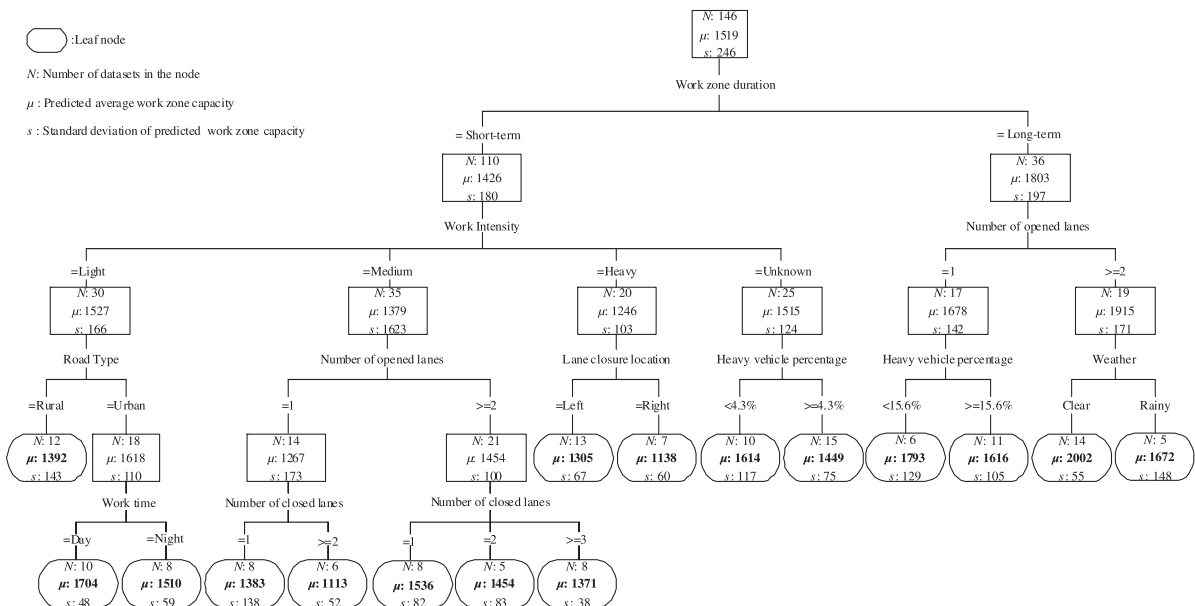 N: 146
μ: 1519
s: 246
:Leaf node
N: Number of datasets in the node
μ : Predicted average work zone capacity
s : Standard deviation of predicted work zone capacity
Work zone duration
= Short-term
= Long-term
N: 110
μ: 1426
s: 180
N: 36
μ: 1803
s: 197
Work Intensity
Number of opened lanes
=Light
=Medium
=Heavy
=Unknown
=1
>=2
N: 30
μ: 1527
s: 166
N: 35
μ: 1379
s: 1623
N: 20
μ: 1246
s: 103
N: 25
μ: 1515
s: 124
N: 17
μ: 1678
s: 142
N: 19
μ: 1915
s: 171
Road Type
Number of opened lanes
Lane closure location
Heavy vehicle percentage
Heavy vehicle percentage
Weather
=Rural
=Urban
=1
>=2
=Left
=Right
<4.3%
>=4.3%
<15.6%
>=15.6%
Clear
Rainy
N: 12
μ: 1392
s: 143
N: 18
μ: 1618
s: 110
N: 14
μ: 1267
s: 173
N: 21
μ: 1454
s: 100
N: 13
μ: 1305
s: 67
N: 7
μ: 1138
s: 60
N: 10
μ: 1614
s: 117
N: 15
μ: 1449
s: 75
N: 6
μ: 1793
s: 129
N: 11
μ: 1616
s: 105
N: 14
μ: 2002
s: 55
N: 5
μ: 1672
s: 148
Work time
Number of closed lanes
Number of closed lanes
=Day
=Night
=1
>=2
=1
=2
>=3
N: 10
μ: 1704
s: 48
N: 8
μ: 1510
s: 59
N: 8
μ: 1383
s: 138
N: 6
μ: 1113
s: 52
N: 8
μ: 1536
s: 82
N: 5
μ: 1454
s: 83
N: 8
μ: 1371
s: 38